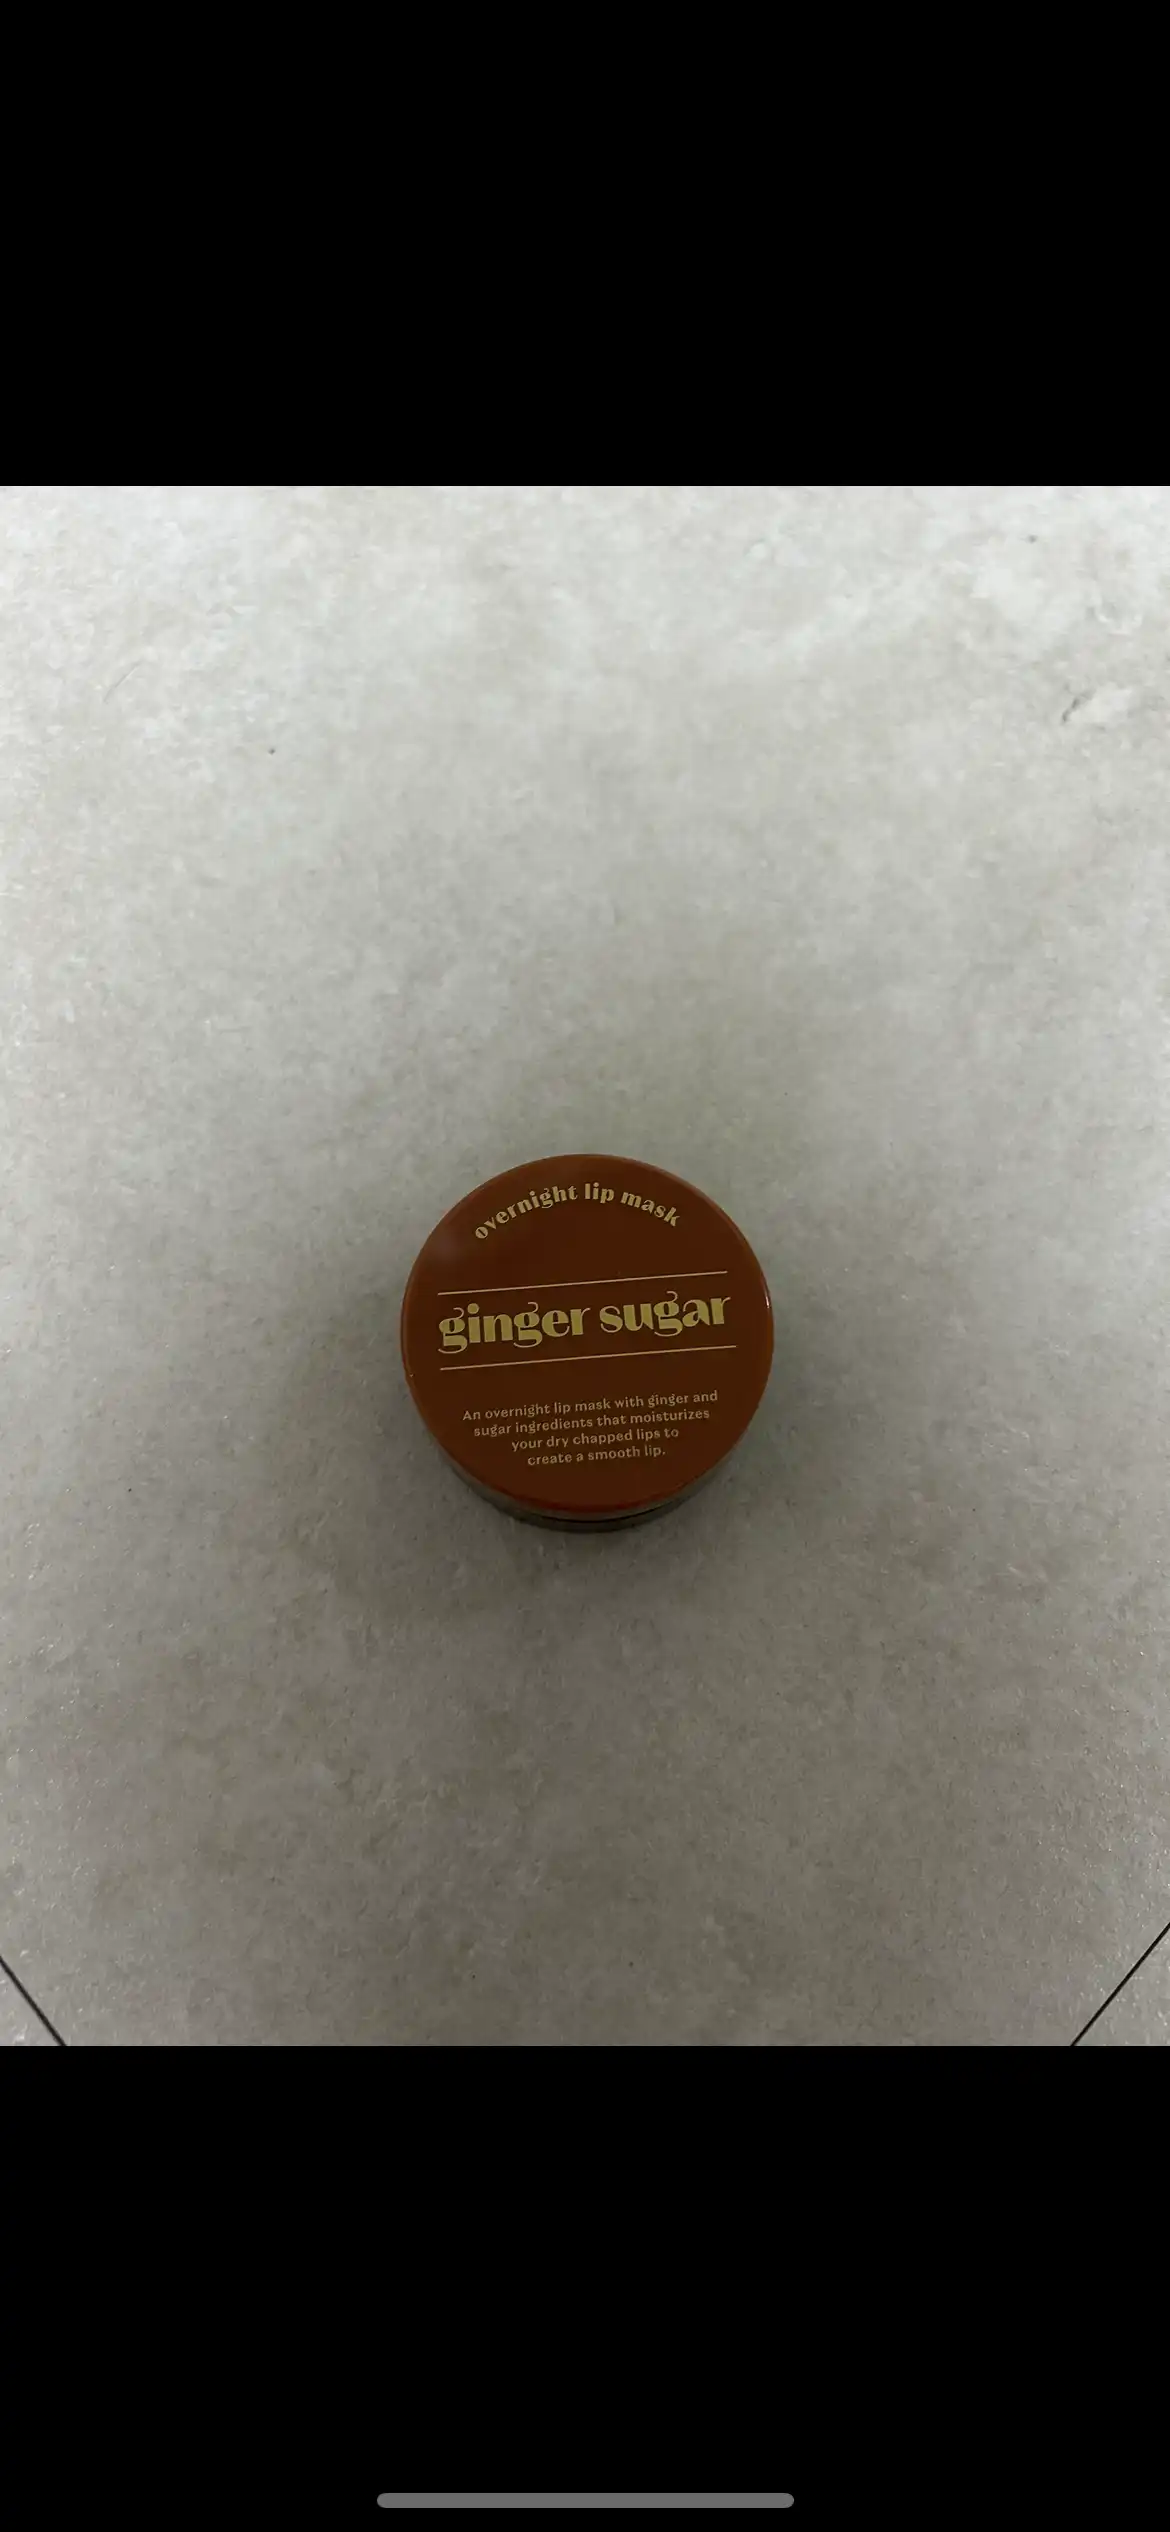 overnight lip mask
ginger sugar
An overnight lip mask with ginger and
sugar ingredients that moisturizes
your dry chapped lips to
create a smooth lip.